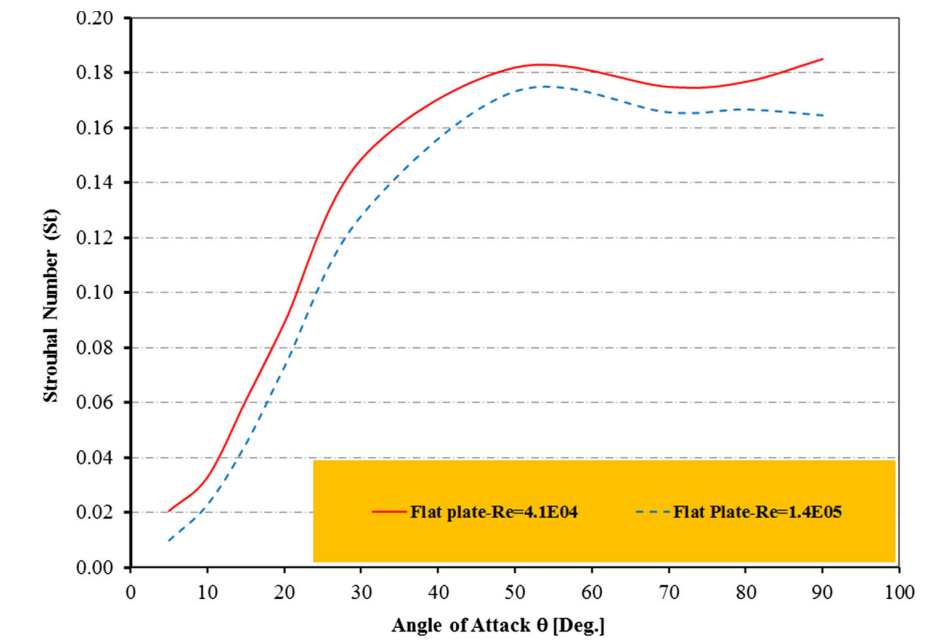 0.20
0.18
0.16
0.14
0.12
0.10
0.08
0.06
0.04
0.02
0.00
Strouhal Number (St)
Flat plate-Re=4.1E04
Flat Plate-Re=1.4E05
0 10 20 30 40 50 60 70 80 90 100
Angle of Attack θ [Deg.]